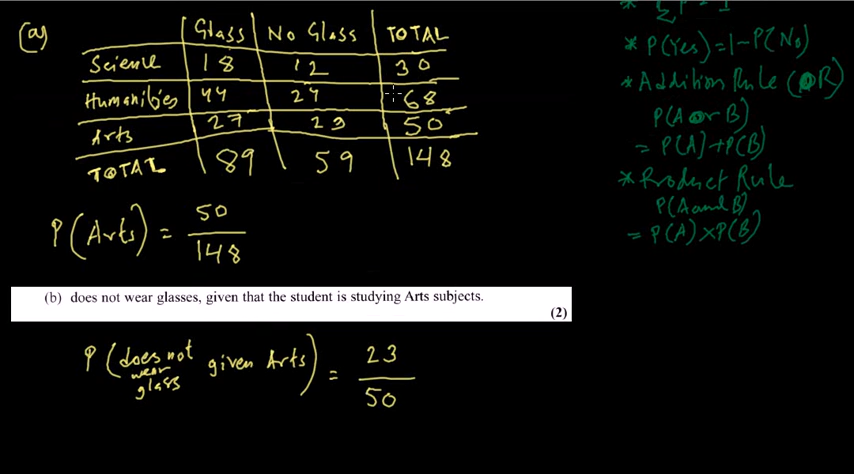 (a)
Glass No Glass TOTAL
Science 18 12 30
Humanities 44 24 68
Arts 27 23 50
TOTAL 89 59 148
P(Arts) = 50/148
(b) does not wear glasses, given that the student is studying Arts subjects.
(2)
P(does not wear glass given Arts) = 23/50
* ΣP = 1
* P(Yes) = 1 - P(No)
* Addition Rule (OR)
P(A or B)
= P(A) + P(B)
* Product Rule
P(A and B)
= P(A) × P(B)